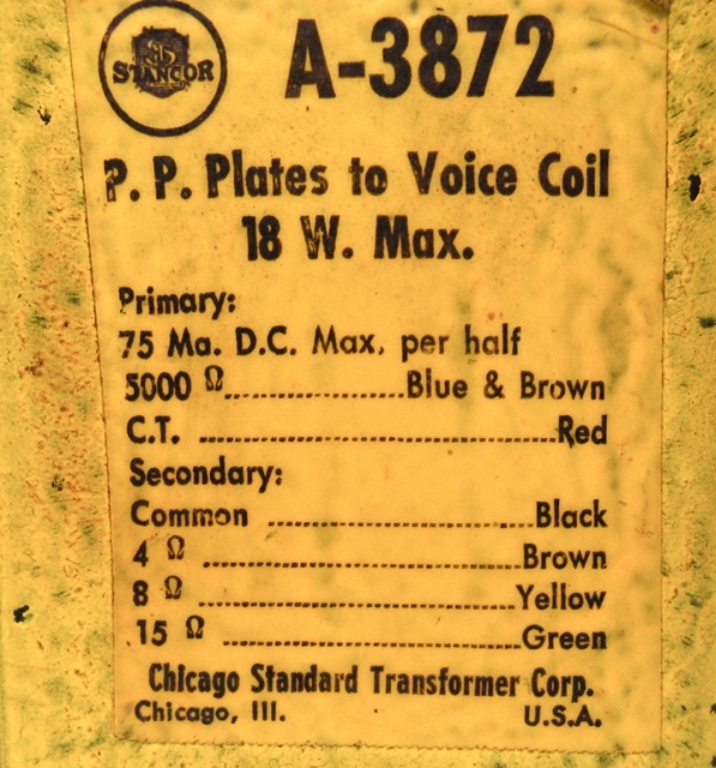 STANCOR
A-3872
P. P. Plates to Voice Coil
18 W. Max.
Primary:
75 Ma. D.C. Max. per half
5000 Ω..................Blue & Brown
C.T. ....................................Red
Secondary:
Common ...........................Black
4 Ω .................................Brown
8 Ω .................................Yellow
15 Ω ...............................Green
Chicago Standard Transformer Corp.
Chicago, Ill. U.S.A.